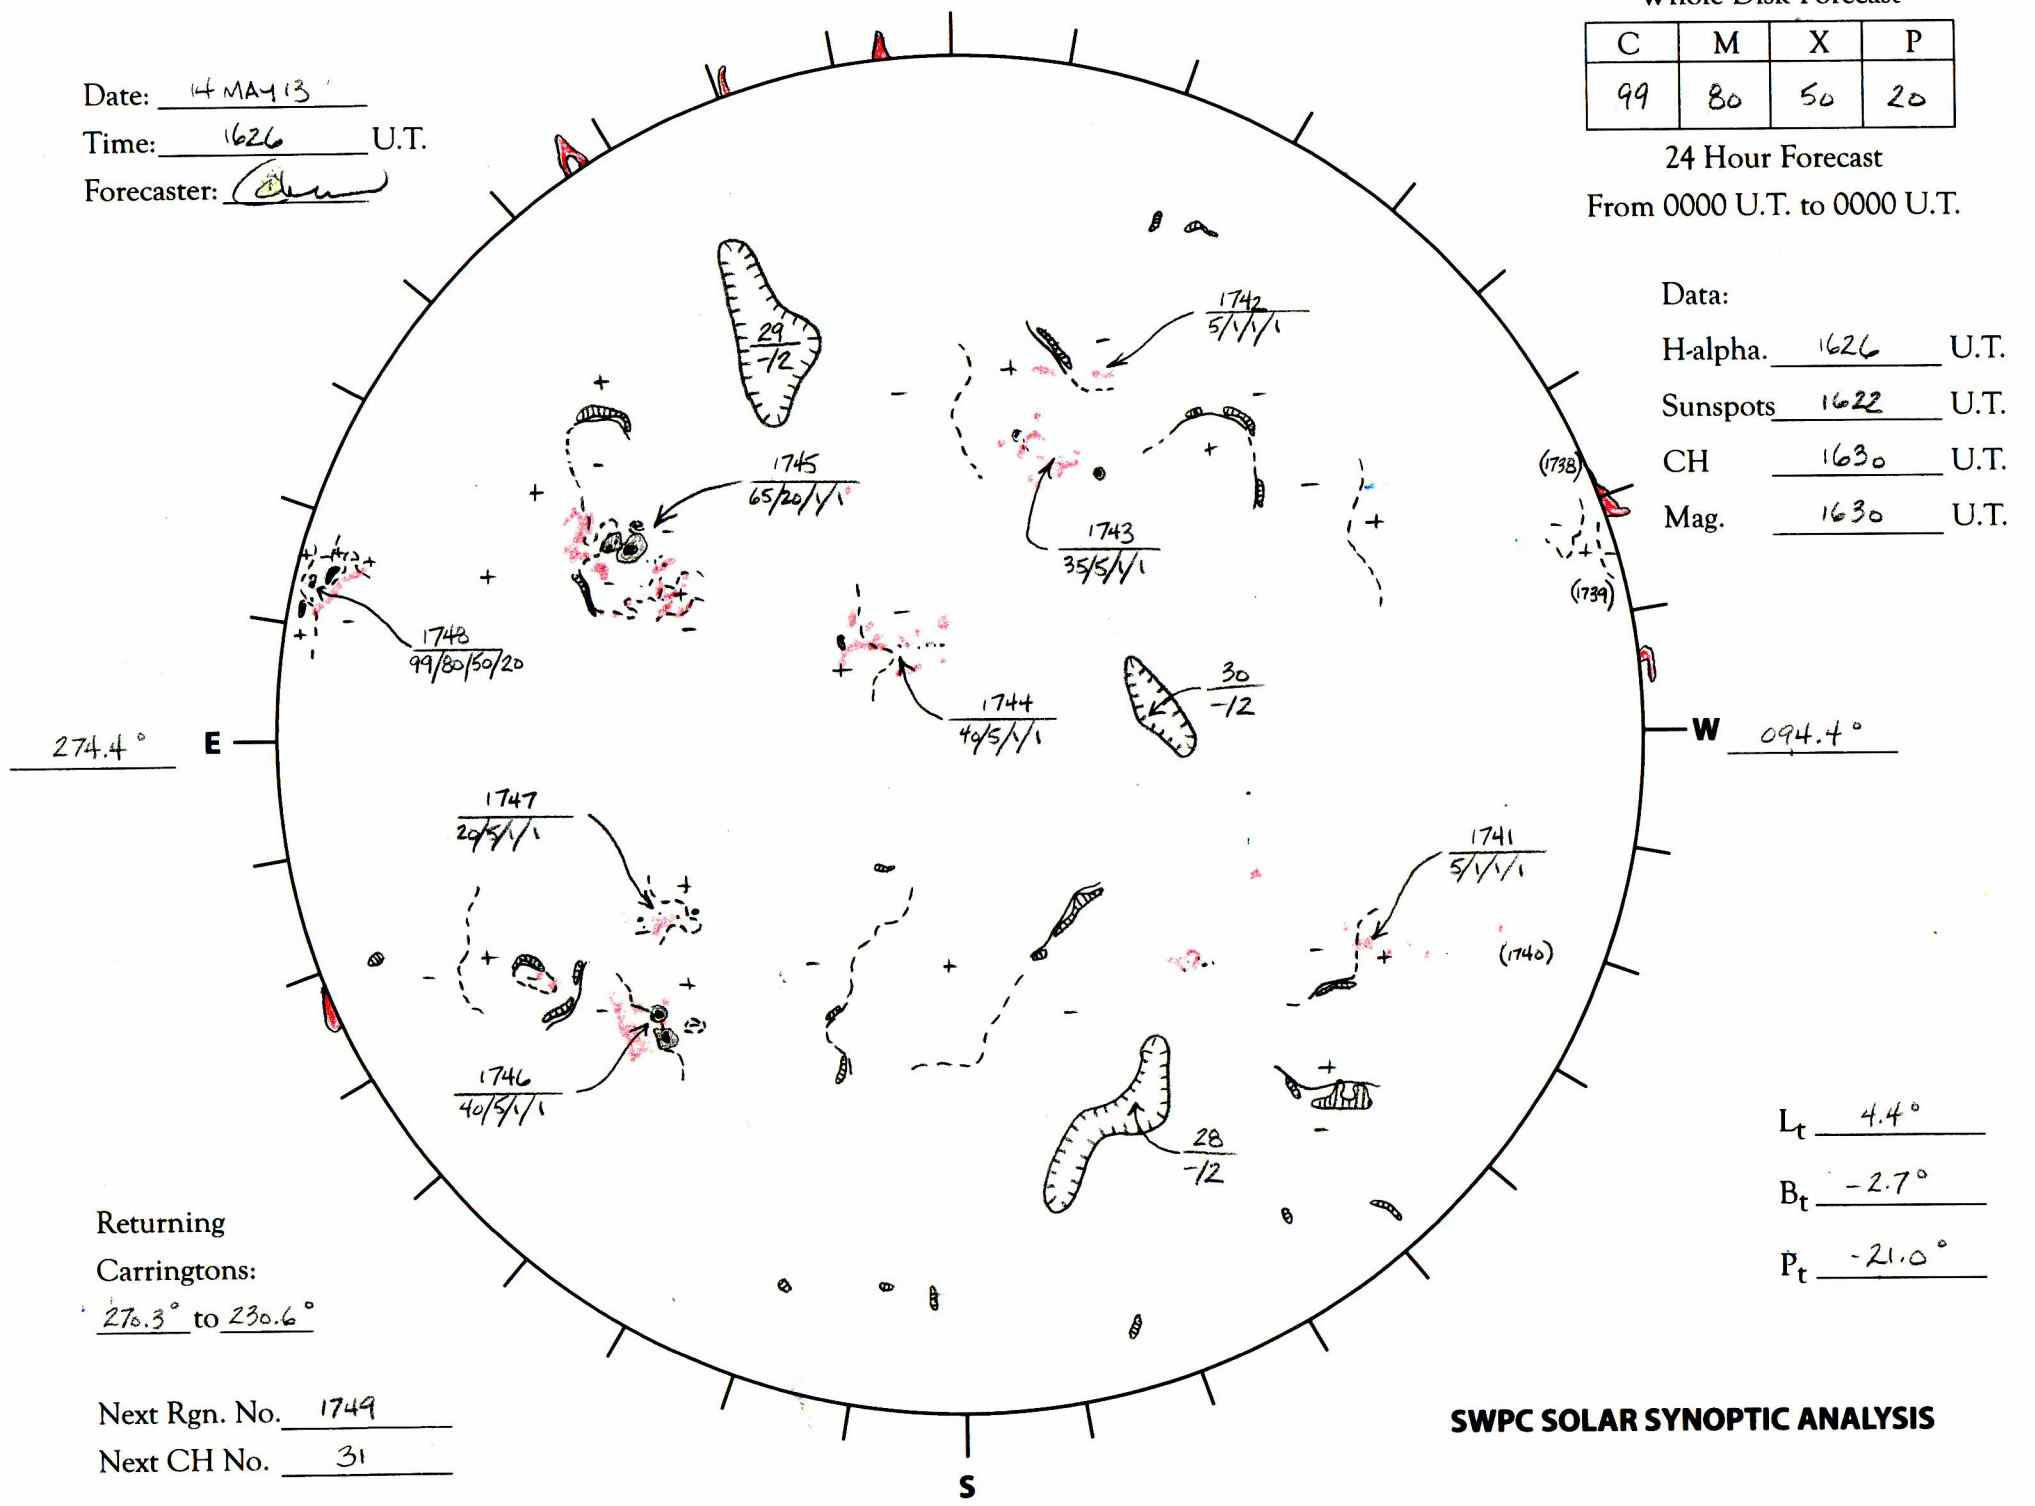 Whole Disk Forecast
C M X P
99 80 50 20
24 Hour Forecast
From 0000 U.T. to 0000 U.T.
Date: 14 MAY 13
Time: 1626 U.T.
Forecaster:
Data:
H-alpha. 1626 U.T.
Sunspots 1622 U.T.
CH 1630 U.T.
Mag. 1630 U.T.
1742
5/1/1/1
29
-/2
1745
65/20/1/1
(1738)
1743
35/5/1/1
(1739)
1748
99/80/50/20
1744
40/5/1/1
30
-/2
274.4° E
W 094.4°
1747
20/5/1/1
1741
5/1/1/1
(1740)
1746
40/5/1/1
28
-/2
Lt 4.4°
Bt -2.7°
Pt -21.0°
Returning
Carringtons:
270.3° to 230.6°
Next Rgn. No. 1749
Next CH No. 31
SWPC SOLAR SYNOPTIC ANALYSIS
S